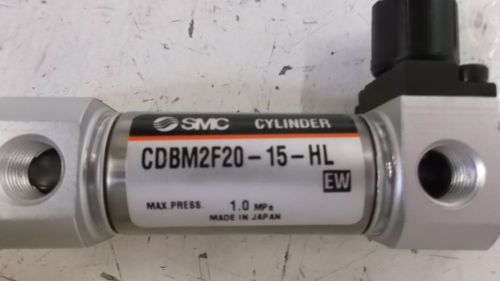 SMC CYLINDER
CDBM2F20-15-HL
EW
MAX.PRESS. 1.0 MPa
MADE IN JAPAN